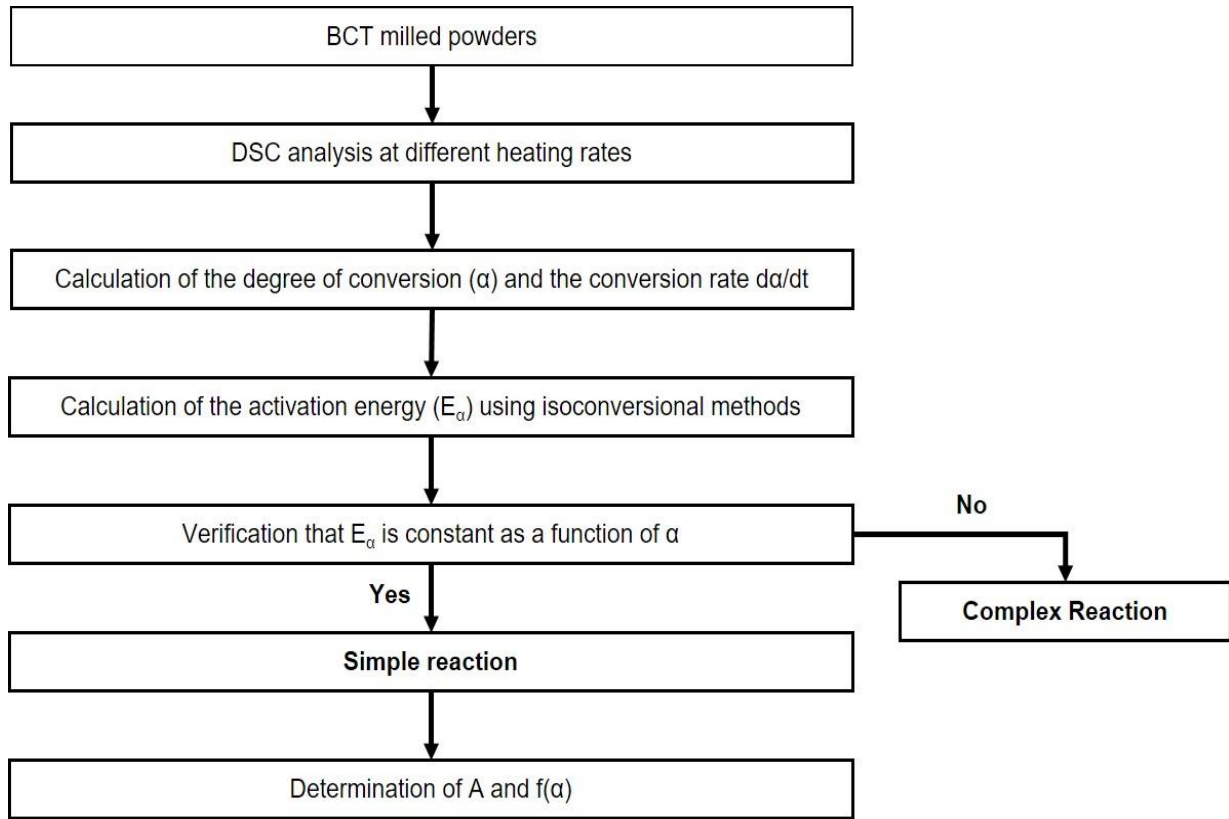 BCT milled powders
DSC analysis at different heating rates
Calculation of the degree of conversion (α) and the conversion rate dα/dt
Calculation of the activation energy (Eα) using isoconversional methods
Verification that Eα is constant as a function of α
No
Yes
Complex Reaction
Simple reaction
Determination of A and f(α)